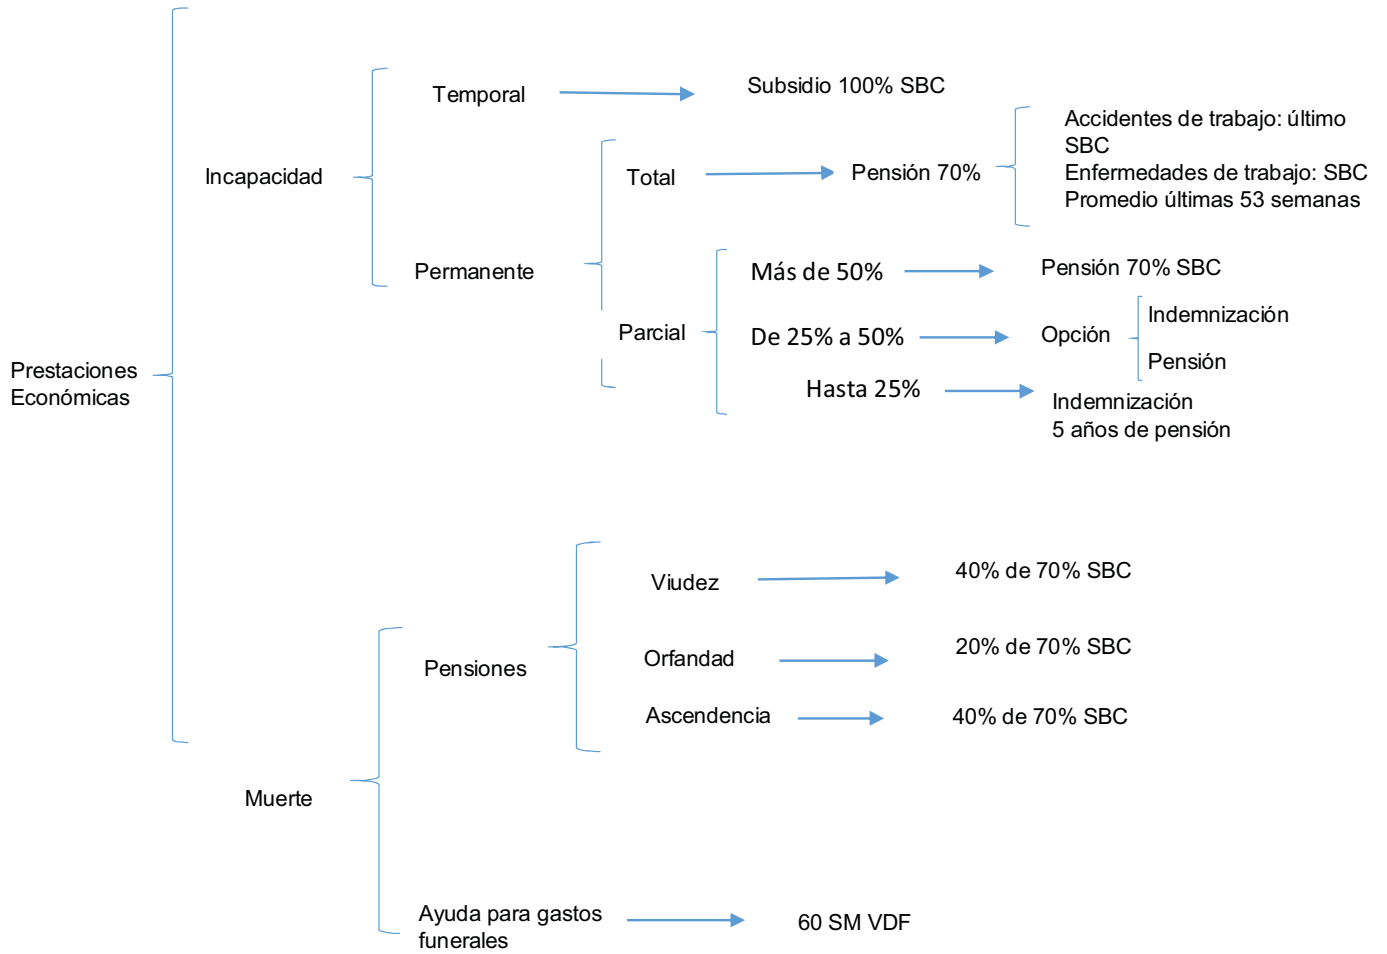 Prestaciones
Económicas
Incapacidad
Temporal
Subsidio 100% SBC
Permanente
Total
Pensión 70%
Accidentes de trabajo: último
SBC
Enfermedades de trabajo: SBC
Promedio últimas 53 semanas
Parcial
Más de 50%
Pensión 70% SBC
De 25% a 50%
Opción
Indemnización
Pensión
Hasta 25%
Indemnización
5 años de pensión
Muerte
Pensiones
Viudez
40% de 70% SBC
Orfandad
20% de 70% SBC
Ascendencia
40% de 70% SBC
Ayuda para gastos
funerales
60 SM VDF